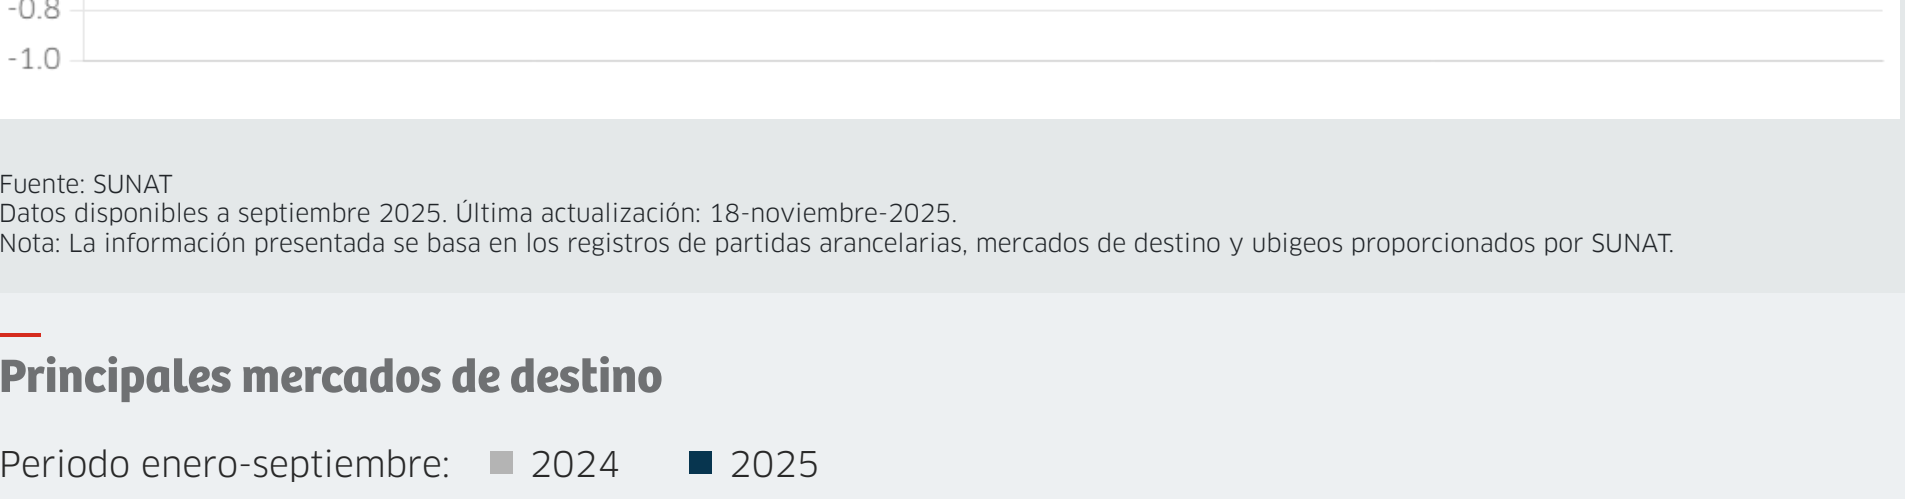 -0.8
-1.0
Fuente: SUNAT
Datos disponibles a septiembre 2025. Última actualización: 18-noviembre-2025.
Nota: La información presentada se basa en los registros de partidas arancelarias, mercados de destino y ubigeos proporcionados por SUNAT.
Principales mercados de destino
Periodo enero-septiembre: 2024 2025